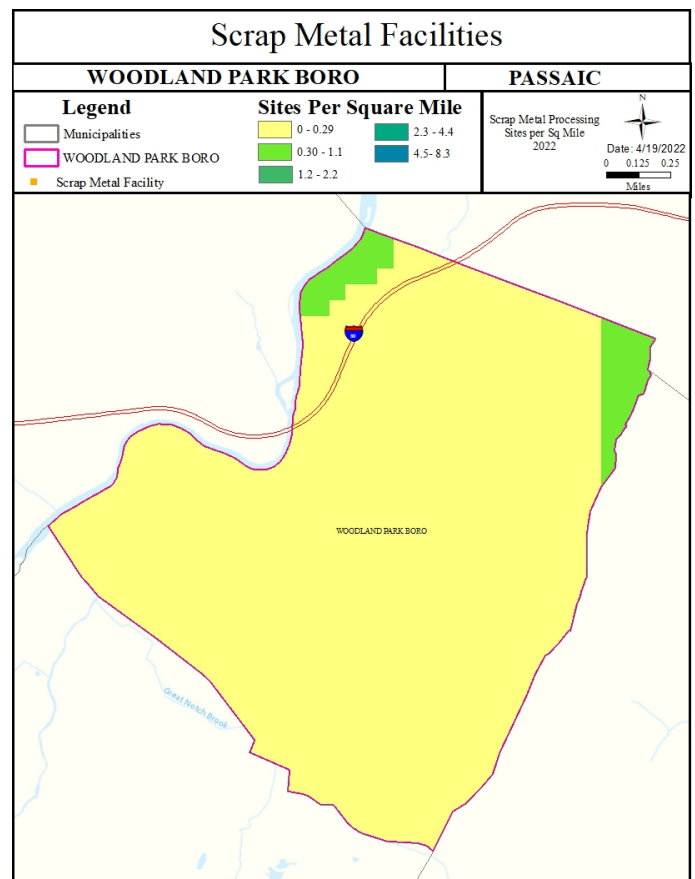 Scrap Metal Facilities
WOODLAND PARK BORO
PASSAIC
Legend
Municipalities
WOODLAND PARK BORO
Scrap Metal Facility
Sites Per Square Mile
0 - 0.29
0.30 - 1.1
1.2 - 2.2
2.3 - 4.4
4.5- 8.3
Scrap Metal Processing
Sites per Sq Mile
2022
N
Date: 4/19/2022
0 0.125 0.25
Miles
80
WOODLAND PARK BORO
Great Notch Brook